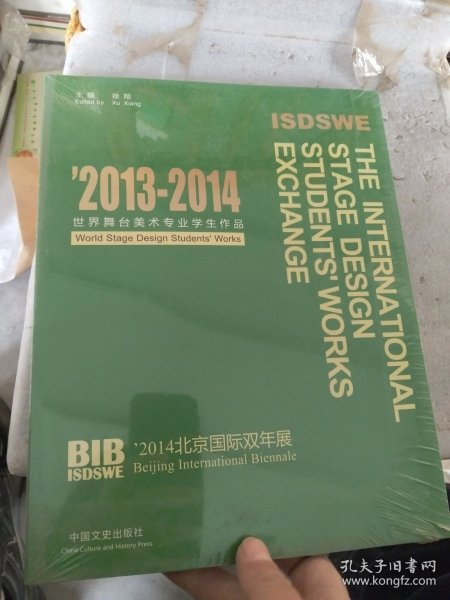 主编 徐翔
Edited by Xu Xiang
ISDSWE
THE INTERNATIONAL
STAGE DESIGN
STUDENTS' WORKS
EXCHANGE
'2013-2014
世界舞台美术专业学生作品
World Stage Design Students' Works
BIB
ISDSWE
'2014北京国际双年展
Beijing International Biennale
中国文史出版社
China Culture and History Press
孔夫子旧书网
www.kongfz.com